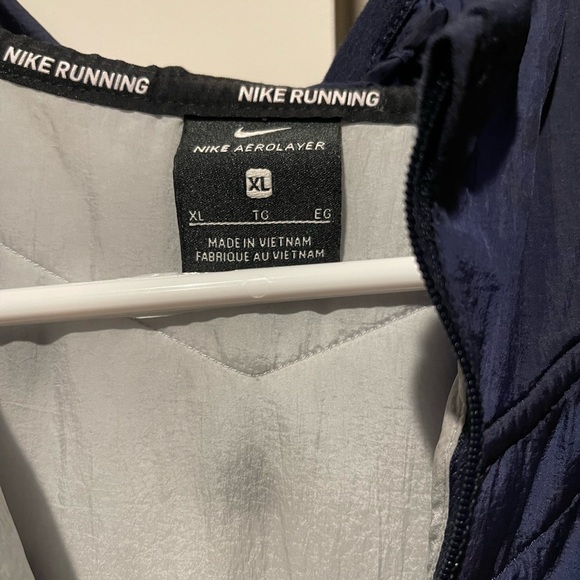 NIKE RUNNING
NIKE RUNNING
NIKE AEROLAYER
XL
XL TG EG
MADE IN VIETNAM
FABRIQUE AU VIETNAM